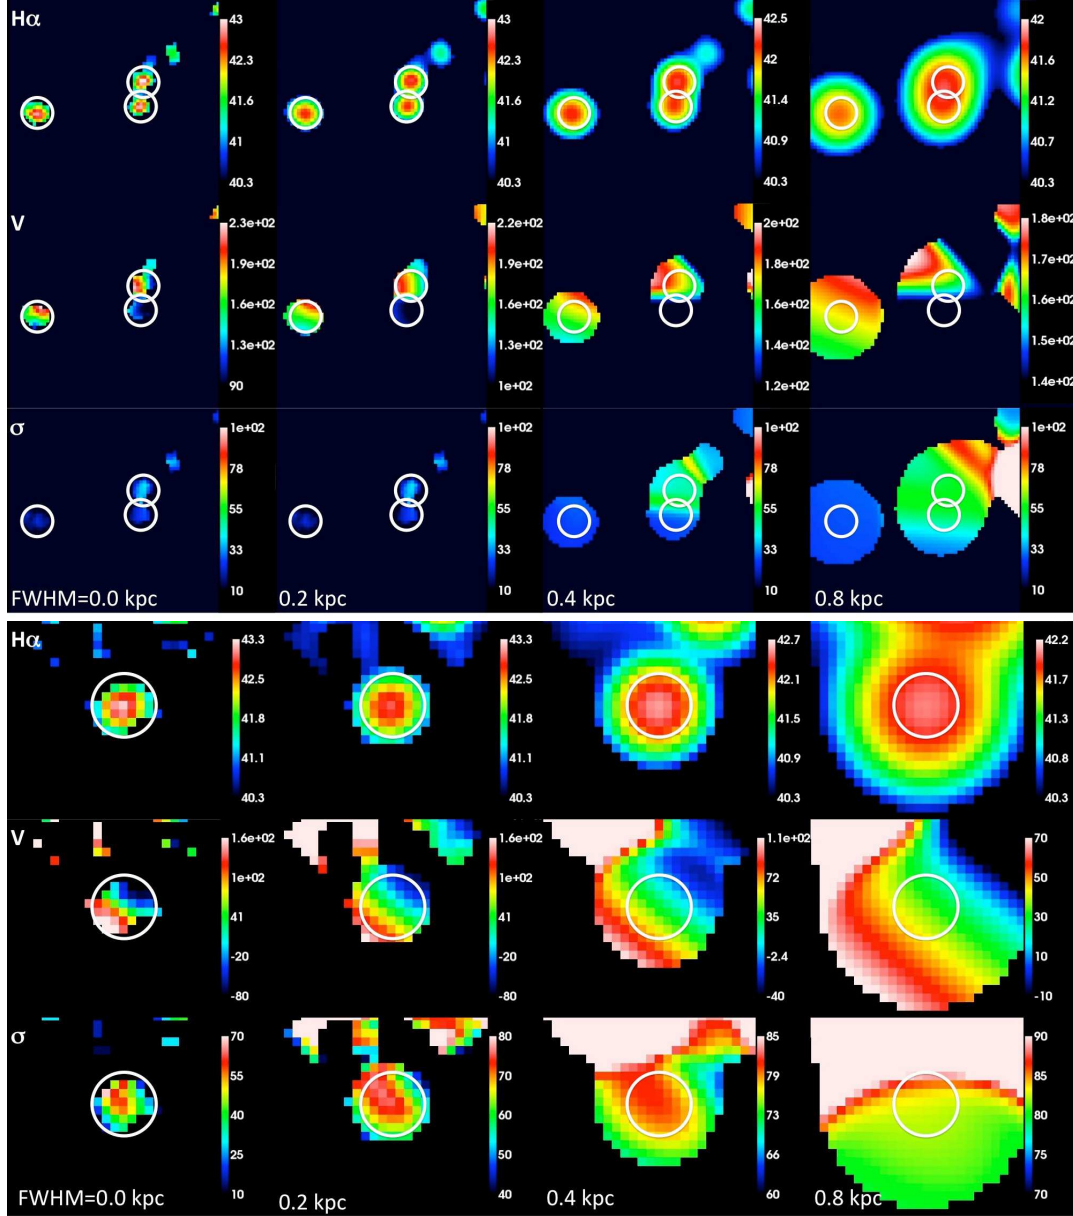 Hα 43 43 42.5 42
62.3 42.3 42 41.6
41.6 41.6 41.4 41.2
41 41 40.9 40.7
40.3 40.3 40.3 40.3
V 2.3e+02 2.2e+02 2e+02 1.8e+02
1.9e+02 1.9e+02 1.8e+02 1.7e+02
1.6e+02 1.6e+02 1.6e+02 1.6e+02
1.3e+02 1.3e+02 1.4e+02 1.5e+02
90 1e+02 1.2e+02 1.4e+02
σ 1e+02 1e+02 1e+02 1e+02
78 78 78 78
55 55 55 55
33 33 33 33
10 10 10 10
FWHM=0.0 kpc 0.2 kpc 0.4 kpc 0.8 kpc
Hα 43.3 43.3 42.7 42.2
42.5 42.5 42.1 41.7
41.8 41.8 41.5 41.2
41.1 41.1 40.9 40.8
40.3 40.3 40.3 40.3
V 1.6e+02 1.6e+02 1.1e+02 70
1e+02 1e+02 72 50
41 41 34 30
-20 -20 -2.4 10
-80 -80 -40 -10
σ 70 80 85 90
55 70 79 85
40 60 73 80
25 50 66 75
10 40 60 70
FWHM=0.0 kpc 0.2 kpc 0.4 kpc 0.8 kpc